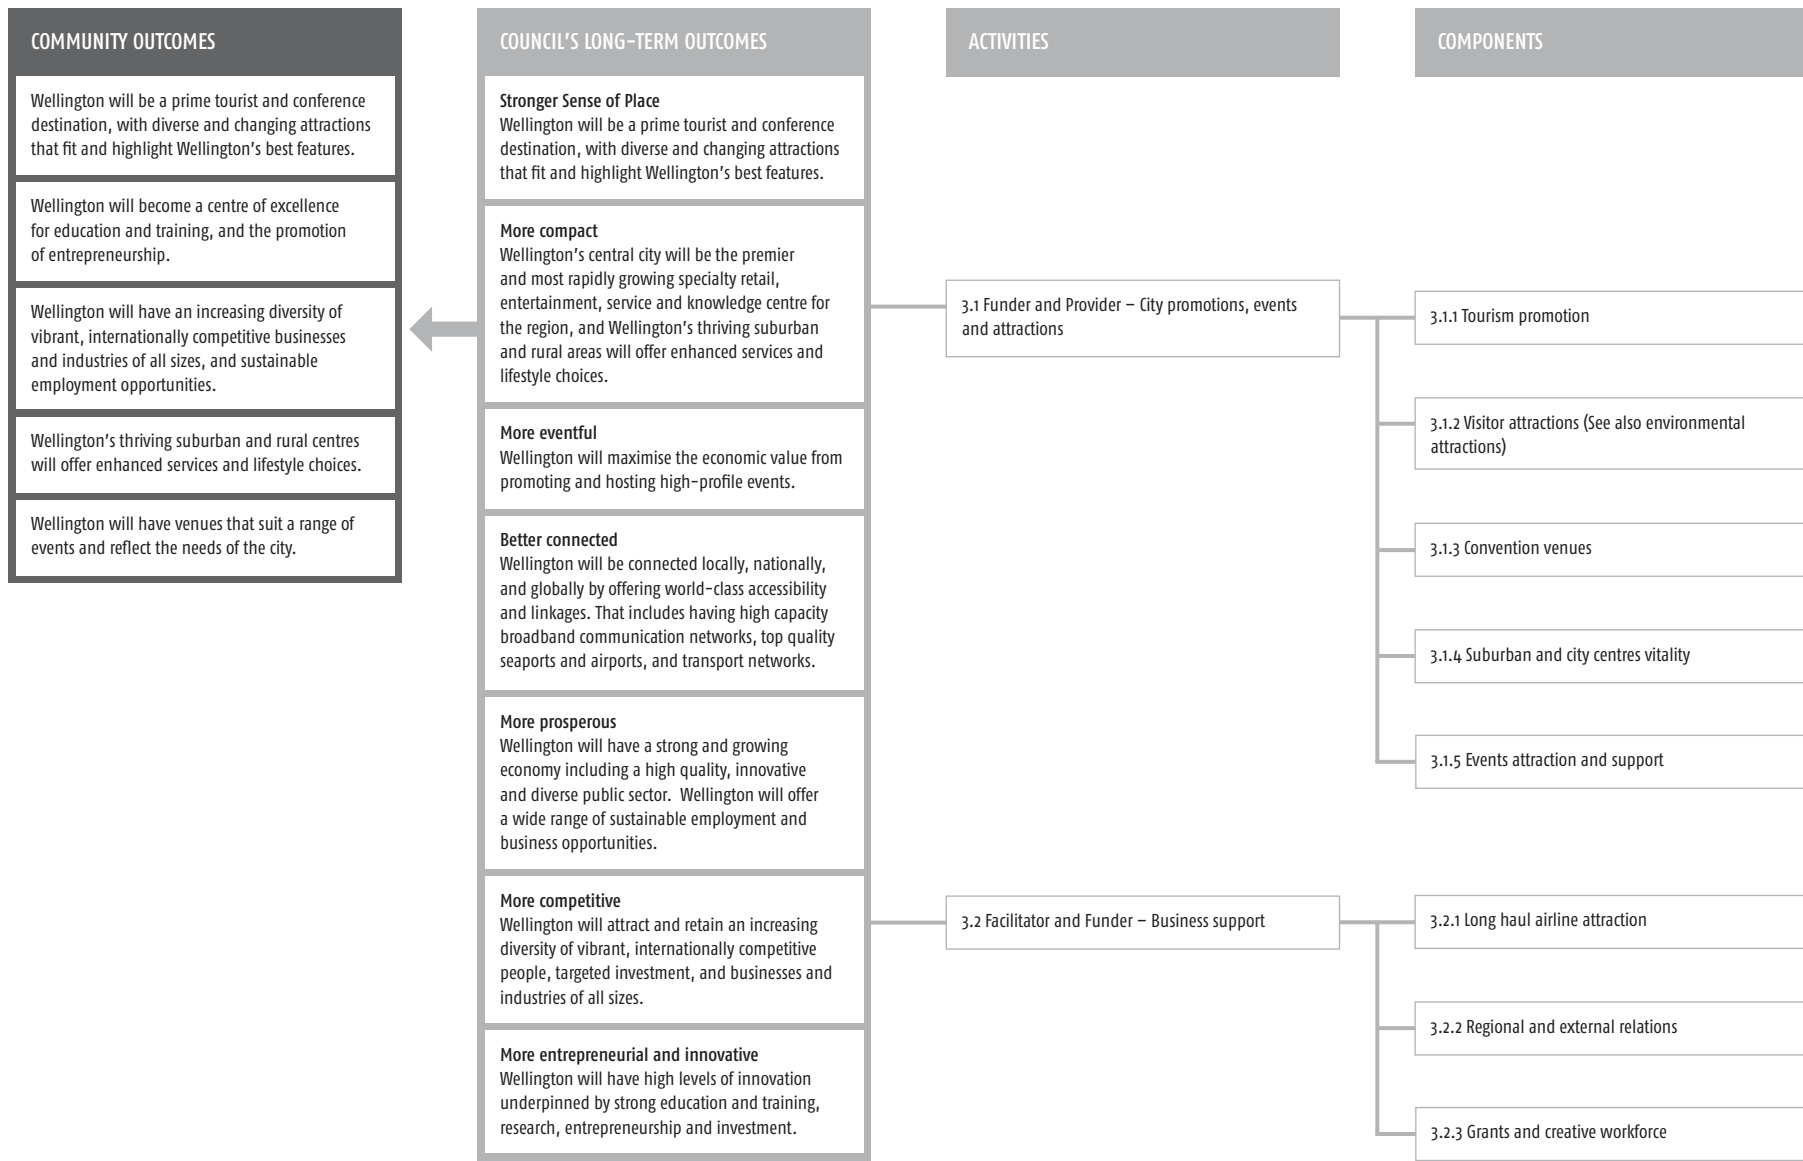 COMMUNITY OUTCOMES
Wellington will be a prime tourist and conference
destination, with diverse and changing attractions
that fit and highlight Wellington's best features.
Wellington will become a centre of excellence
for education and training, and the promotion
of entrepreneurship.
Wellington will have an increasing diversity of
vibrant, internationally competitive businesses
and industries of all sizes, and sustainable
employment opportunities.
Wellington's thriving suburban and rural centres
will offer enhanced services and lifestyle choices.
Wellington will have venues that suit a range of
events and reflect the needs of the city.
COUNCIL'S LONG-TERM OUTCOMES
Stronger Sense of Place
Wellington will be a prime tourist and conference
destination, with diverse and changing attractions
that fit and highlight Wellington's best features.
More compact
Wellington's central city will be the premier
and most rapidly growing specialty retail,
entertainment, service and knowledge centre for
the region, and Wellington's thriving suburban
and rural areas will offer enhanced services and
lifestyle choices.
More eventful
Wellington will maximise the economic value from
promoting and hosting high-profile events.
Better connected
Wellington will be connected locally, nationally,
and globally by offering world-class accessibility
and linkages. That includes having high capacity
broadband communication networks, top quality
seaports and airports, and transport networks.
More prosperous
Wellington will have a strong and growing
economy including a high quality, innovative
and diverse public sector.  Wellington will offer
a wide range of sustainable employment and
business opportunities.
More competitive
Wellington will attract and retain an increasing
diversity of vibrant, internationally competitive
people, targeted investment, and businesses and
industries of all sizes.
More entrepreneurial and innovative
Wellington will have high levels of innovation
underpinned by strong education and training,
research, entrepreneurship and investment.
ACTIVITIES
3.1 Funder and Provider – City promotions, events
and attractions
3.2 Facilitator and Funder – Business support
COMPONENTS
3.1.1 Tourism promotion
3.1.2 Visitor attractions (See also environmental
attractions)
3.1.3 Convention venues
3.1.4 Suburban and city centres vitality
3.1.5 Events attraction and support
3.2.1 Long haul airline attraction
3.2.2 Regional and external relations
3.2.3 Grants and creative workforce